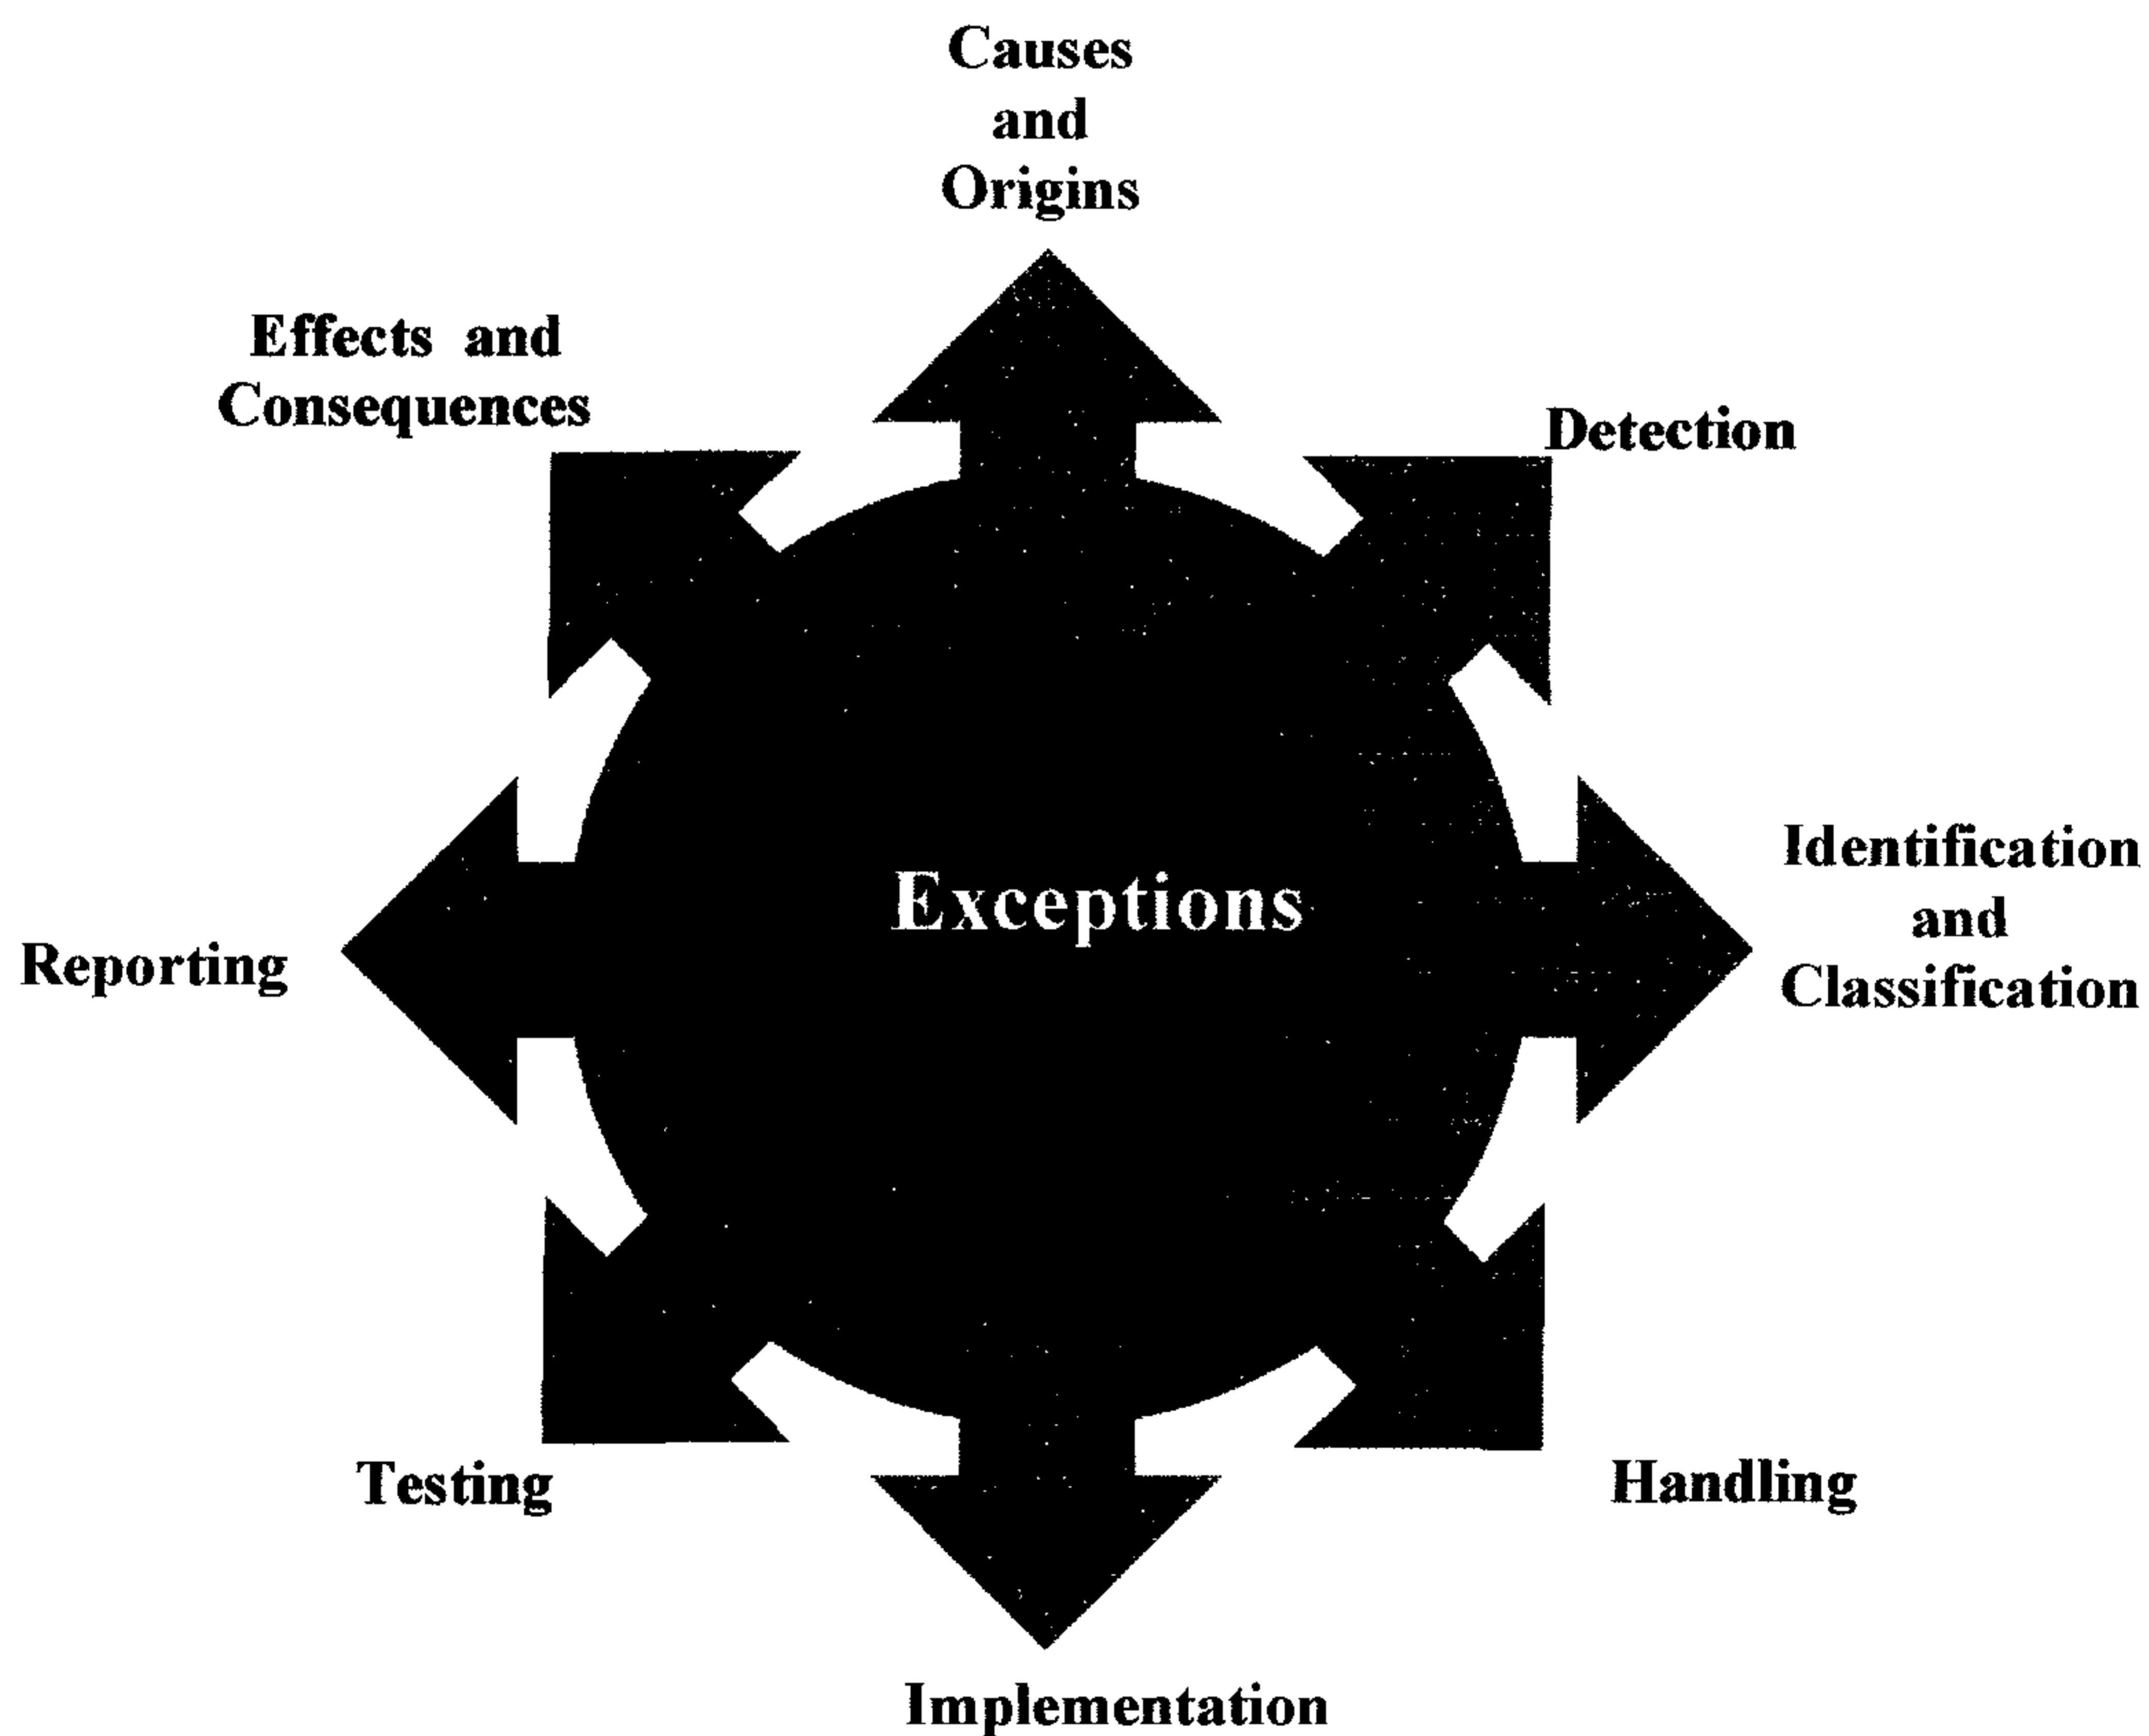 Causes
and
Origins
Effects and
Consequences
Detection
Identification
and
Classification
Exceptions
Reporting
Testing
Handling
Implementation